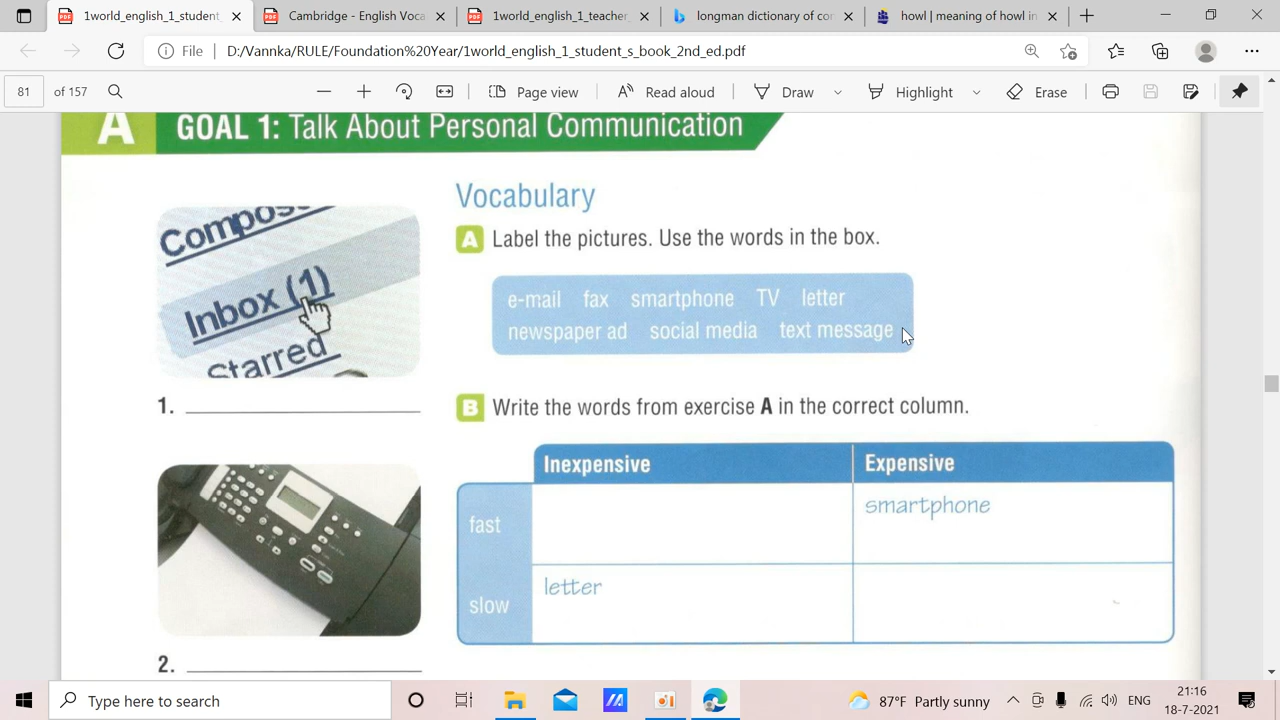 1world_english_1_student_
Cambridge - English Voca
1world_english_1_teacher_
longman dictionary of cor
howl | meaning of howl in
File
D:/Vannka/RULE/Foundation%20Year/1world_english_1_student_s_book_2nd_ed.pdf
81 of 157
Page view
Read aloud
Draw
Highlight
Erase
A GOAL 1: Talk About Personal Communication
Compose
Inbox (1)
Starred
1.
2.
Vocabulary
A Label the pictures. Use the words in the box.
e-mail fax smartphone TV letter
newspaper ad social media text message
B Write the words from exercise A in the correct column.
Inexpensive Expensive
fast smartphone
slow letter
Type here to search
87°F Partly sunny
ENG
21:16
18-7-2021